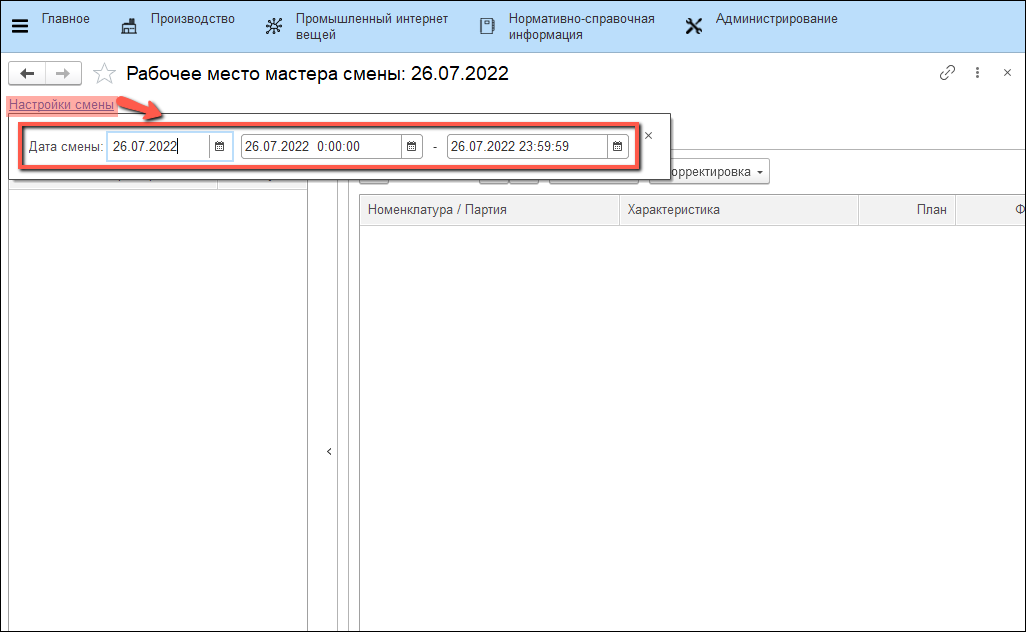 Главное
Производство
Промышленный интернет
вещей
Нормативно-справочная
информация
Администрирование
Рабочее место мастера смены: 26.07.2022
Настройки смены
Дата смены: 26.07.2022 26.07.2022 0:00:00 - 26.07.2022 23:59:59
орректировка
Номенклатура / Партия Характеристика План Ф